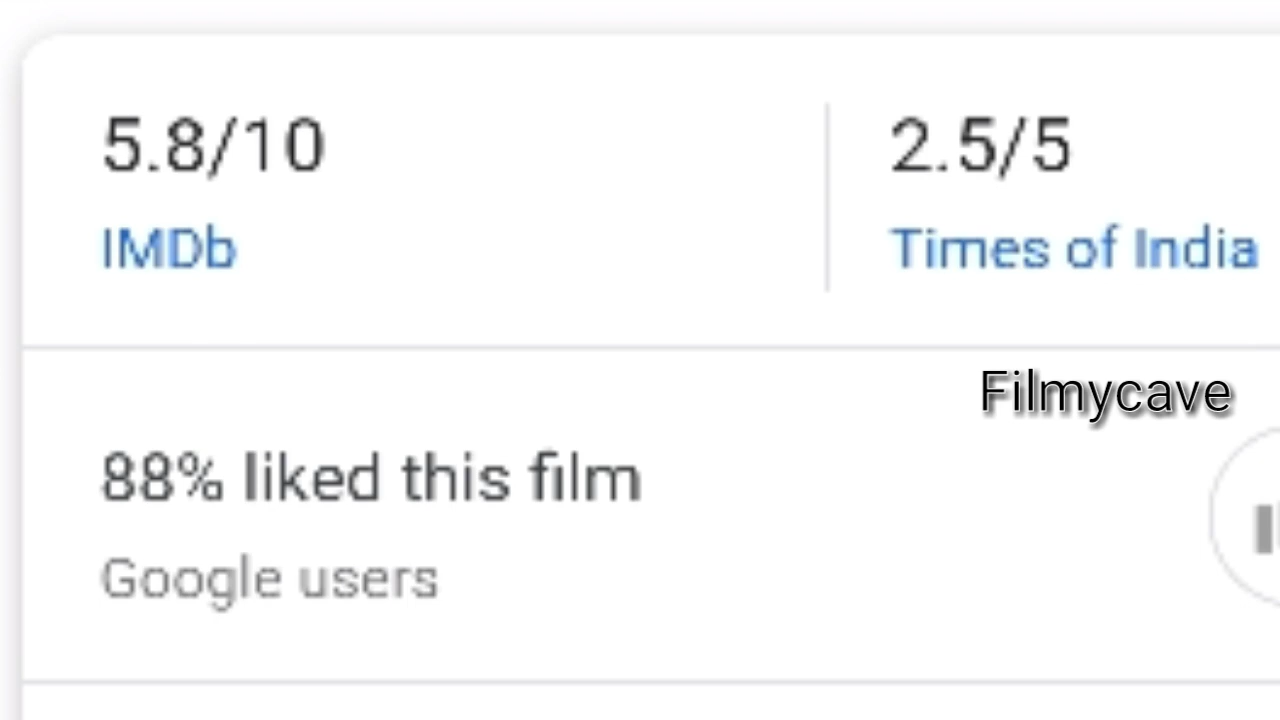 5.8/10
IMDb
2.5/5
Times of India
Filmycave
88% liked this film
Google users